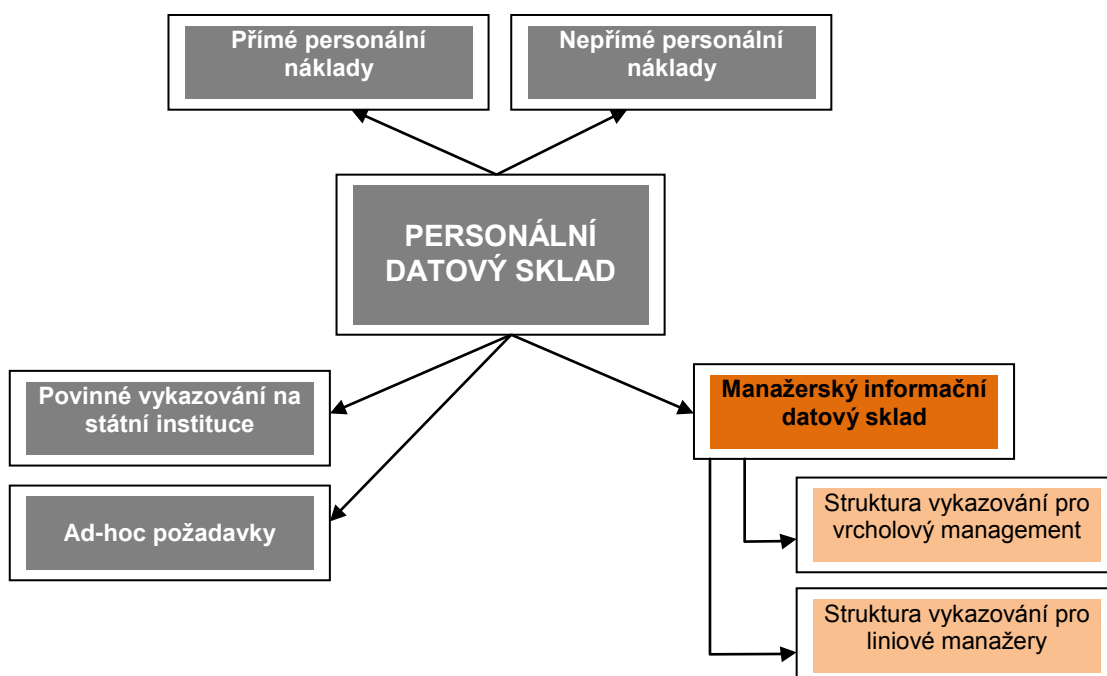 Přímé personální
náklady
Nepřímé personální
náklady
PERSONÁLNÍ
DATOVÝ SKLAD
Povinné vykazování na
státní instituce
Manažerský informační
datový sklad
Ad-hoc požadavky
Struktura vykazování pro
vrcholový management
Struktura vykazování pro
liniové manažery